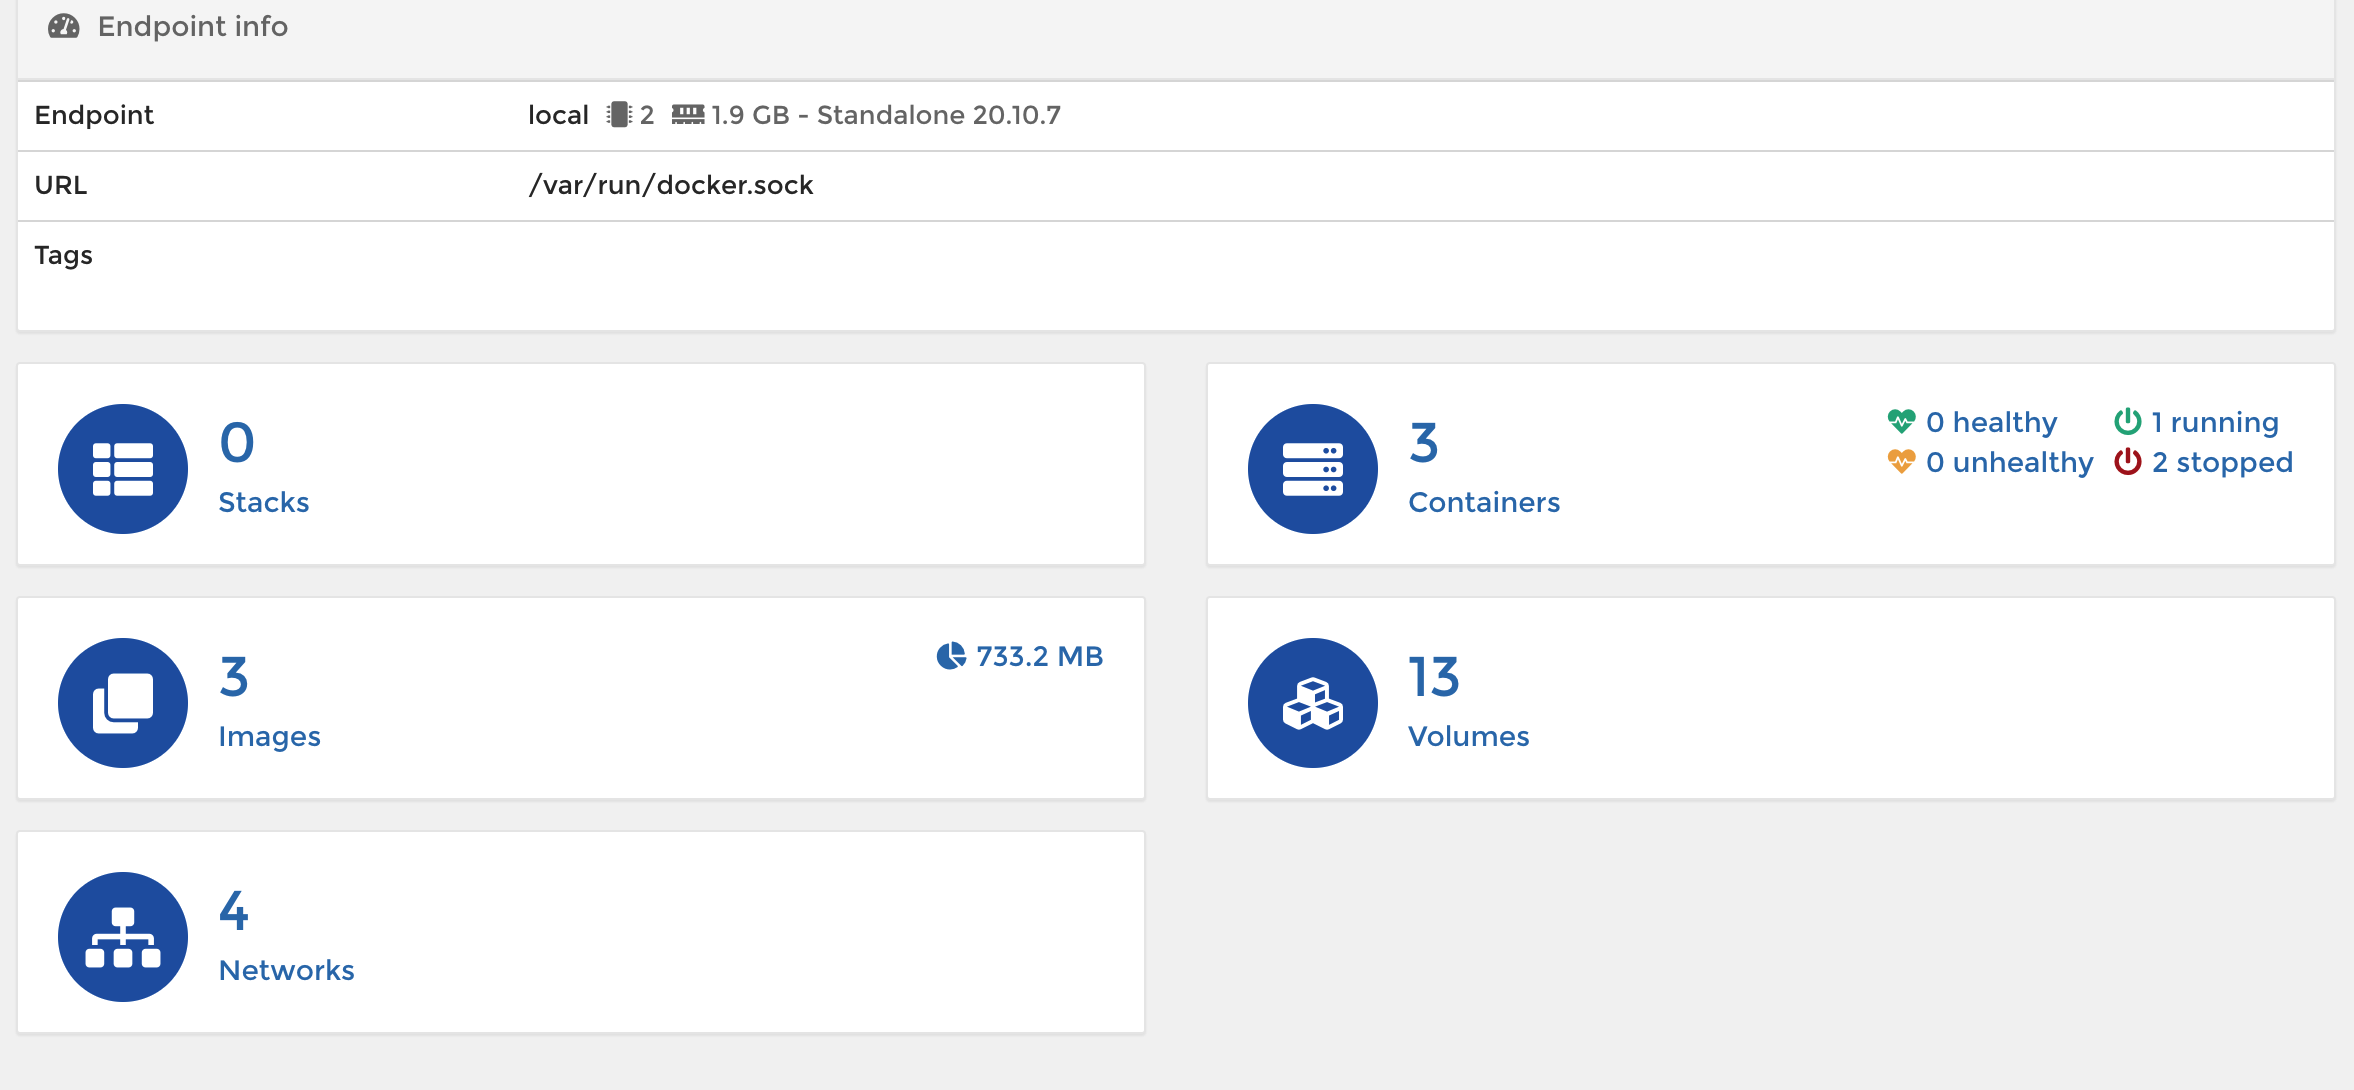 Endpoint info
Endpoint local 2 1.9 GB - Standalone 20.10.7
URL /var/run/docker.sock
Tags
0
Stacks
3
Containers
0 healthy 1 running
0 unhealthy 2 stopped
3
Images
733.2 MB
13
Volumes
4
Networks